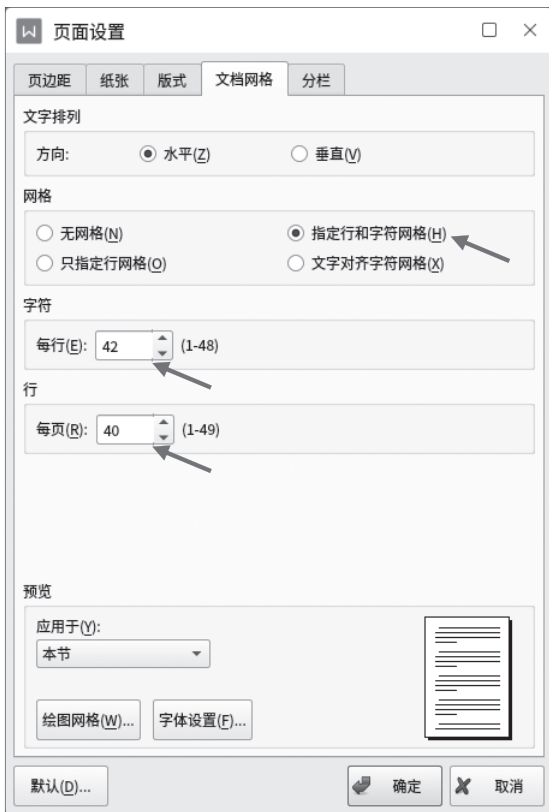 页面设置
页边距 纸张 版式 文档网格 分栏
文字排列
方向: 水平(Z) 垂直(V)
网格
无网格(N) 指定行和字符网格(H)
只指定行网格(O) 文字对齐字符网格(X)
字符
每行(E): 42 (1-48)
行
每页(R): 40 (1-49)
预览
应用于(Y):
本节
绘图网格(W)... 字体设置(F)...
默认(D)... 确定 取消